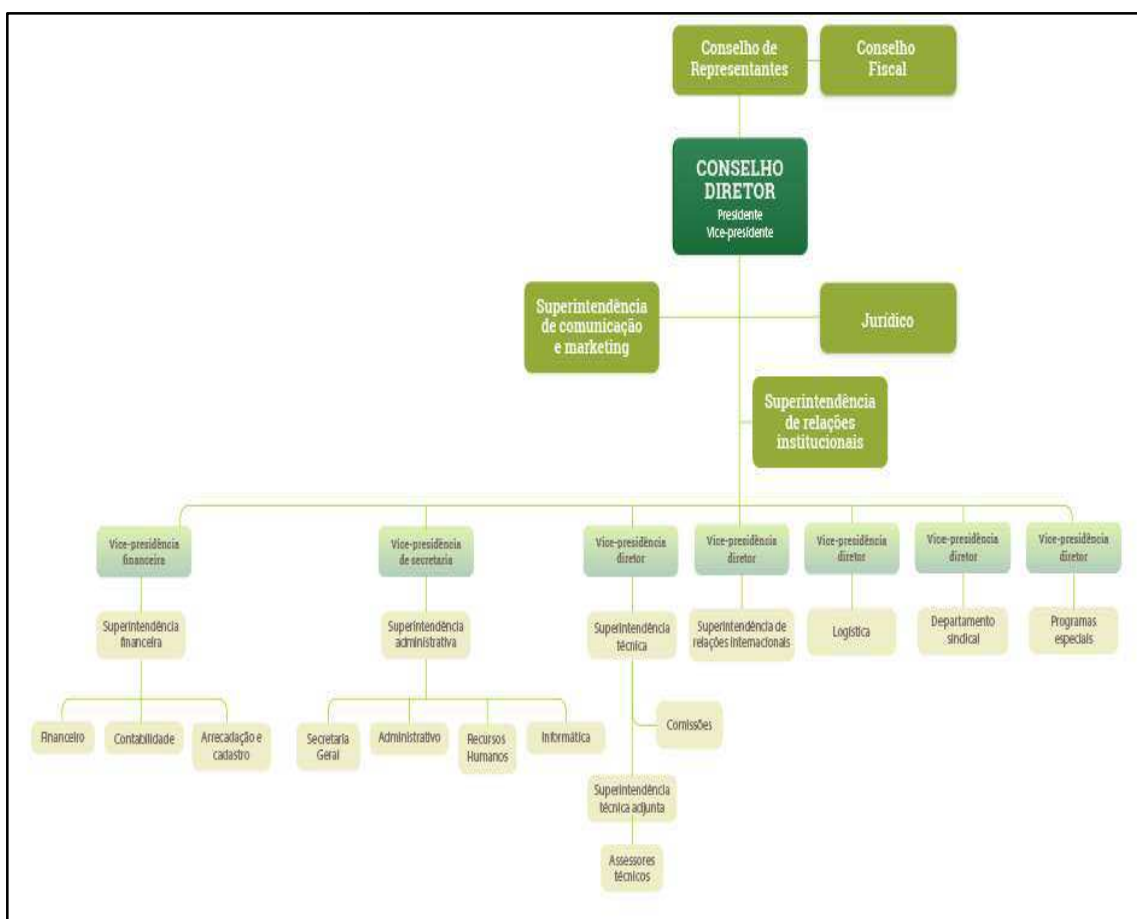 Conselho de
Representantes
Conselho
Fiscal
CONSELHO
DIRETOR
Presidente
Vice-presidente
Superintendência
de comunicação
e marketing
Jurídico
Superintendência
de relações
institucionais
Vice-presidência
financeira
Vice-presidência
de secretaria
Vice-presidência
diretor
Vice-presidência
diretor
Vice-presidência
diretor
Vice-presidência
diretor
Vice-presidência
diretor
Superintendência
financeira
Superintendência
administrativa
Superintendência
técnica
Superintendência de
relações internacionais
Logística
Departamento
sindical
Programas
especiais
Financeiro
Contabilidade
Arrecadação e
cadastro
Secretaria
Geral
Administrativo
Recursos
Humanos
Informática
Comissões
Superintendência
técnica adjunta
Assessores
técnicos